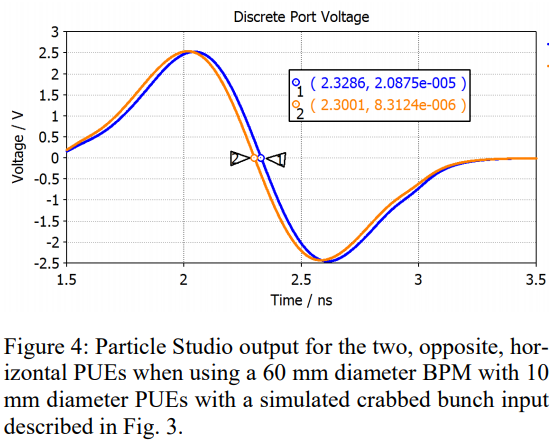 Discrete Port Voltage
3
2.5
2
1.5
1
0.5
0
-0.5
-1
-1.5
-2
-2.5
Voltage / V
1 ( 2.3286, 2.0875e-005 )
2 ( 2.3001, 8.3124e-006 )
2 1
1.5 2 2.5 3 3.5
Time / ns
Figure 4: Particle Studio output for the two, opposite, hor-
izontal PUEs when using a 60 mm diameter BPM with 10
mm diameter PUEs with a simulated crabbed bunch input
described in Fig. 3.